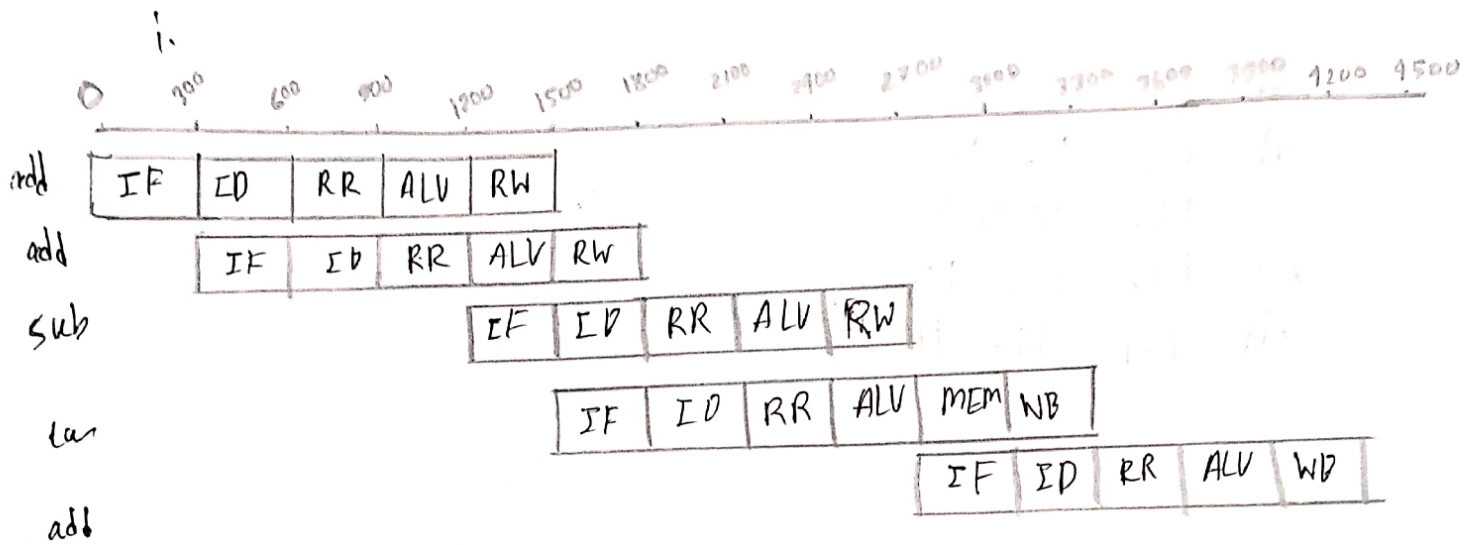 i.
0 300 600 900 1200 1500 1800 2100 2400 2700 3000 3300 3600 3900 4200 4500
add IF ID RR ALU RW
add IF ID RR ALU RW
sub IF ID RR ALU RW
IF ID RR ALU MEM WB
add IF ID RR ALU WB